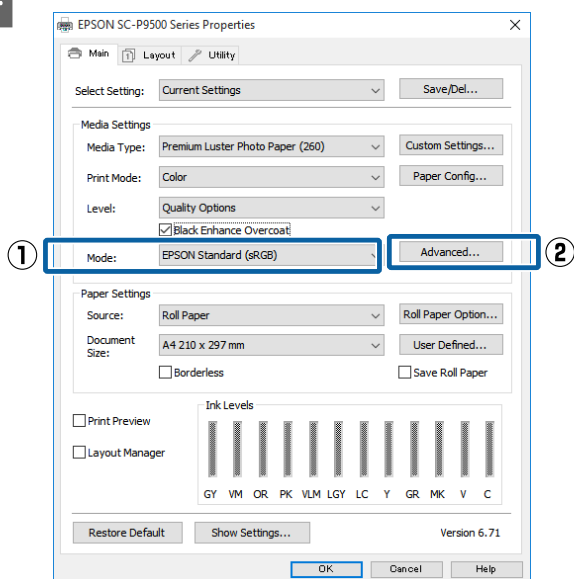 EPSON SC-P9500 Series Properties
Main Layout Utility
Select Setting: Current Settings Save/Del...
Media Settings
Media Type: Premium Luster Photo Paper (260) Custom Settings...
Print Mode: Color Paper Config...
Level: Quality Options
Black Enhance Overcoat
① Mode: EPSON Standard (sRGB) Advanced... ②
Paper Settings
Source: Roll Paper Roll Paper Option...
Document Size: A4 210 x 297 mm User Defined...
Borderless Save Roll Paper
Ink Levels
Print Preview
Layout Manager
GY VM OR PK VLM LGY LC Y GR MK V C
Restore Default Show Settings... Version 6.71
OK Cancel Help